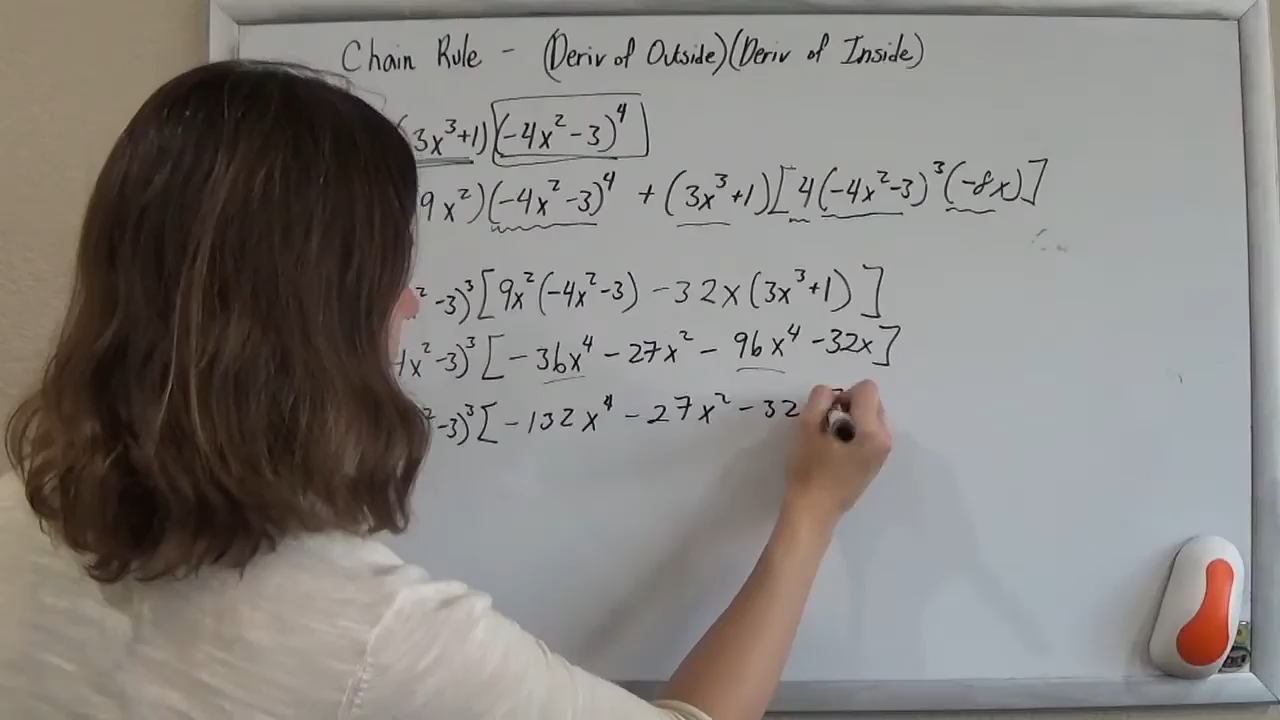 Chain Rule - (Deriv of Outside)(Deriv of Inside)
(3x³+1)(-4x²-3)⁴
9x²)(-4x²-3)⁴ + (3x³+1)[4(-4x²-3)³(-8x)]
² -3)³[9x²(-4x²-3) -32x(3x³+1)]
4x²-3)³[-36x⁴ -27x² - 96x⁴ -32x]
² -3)³[-132x⁴ - 27x² - 32